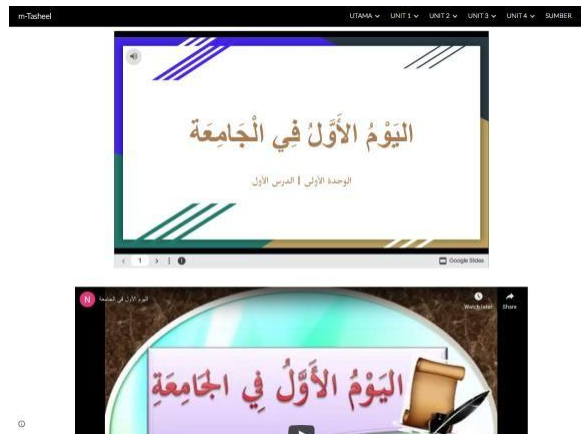 m-Tasheel
UTAMA UNIT 1 UNIT 2 UNIT 3 UNIT 4 SUMBER
اليَوْمُ الأَوَّلُ فِي الْجَامِعَة
الوحدة الأولى | الدرس الأول
1
Google Slides
N
اليوم الأول في الجامعة
Watch later
Share
اليَوْمُ الأَوَّلُ فِي الجَامِعَةِ